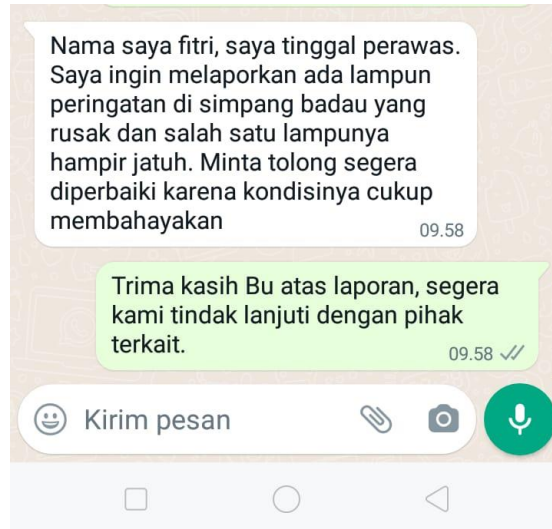 Nama saya fitri, saya tinggal perawas.
Saya ingin melaporkan ada lampun
peringatan di simpang badau yang
rusak dan salah satu lampunya
hampir jatuh. Minta tolong segera
diperbaiki karena kondisinya cukup
membahayakan
09.58
Trima kasih Bu atas laporan, segera
kami tindak lanjuti dengan pihak
terkait.
09.58
Kirim pesan